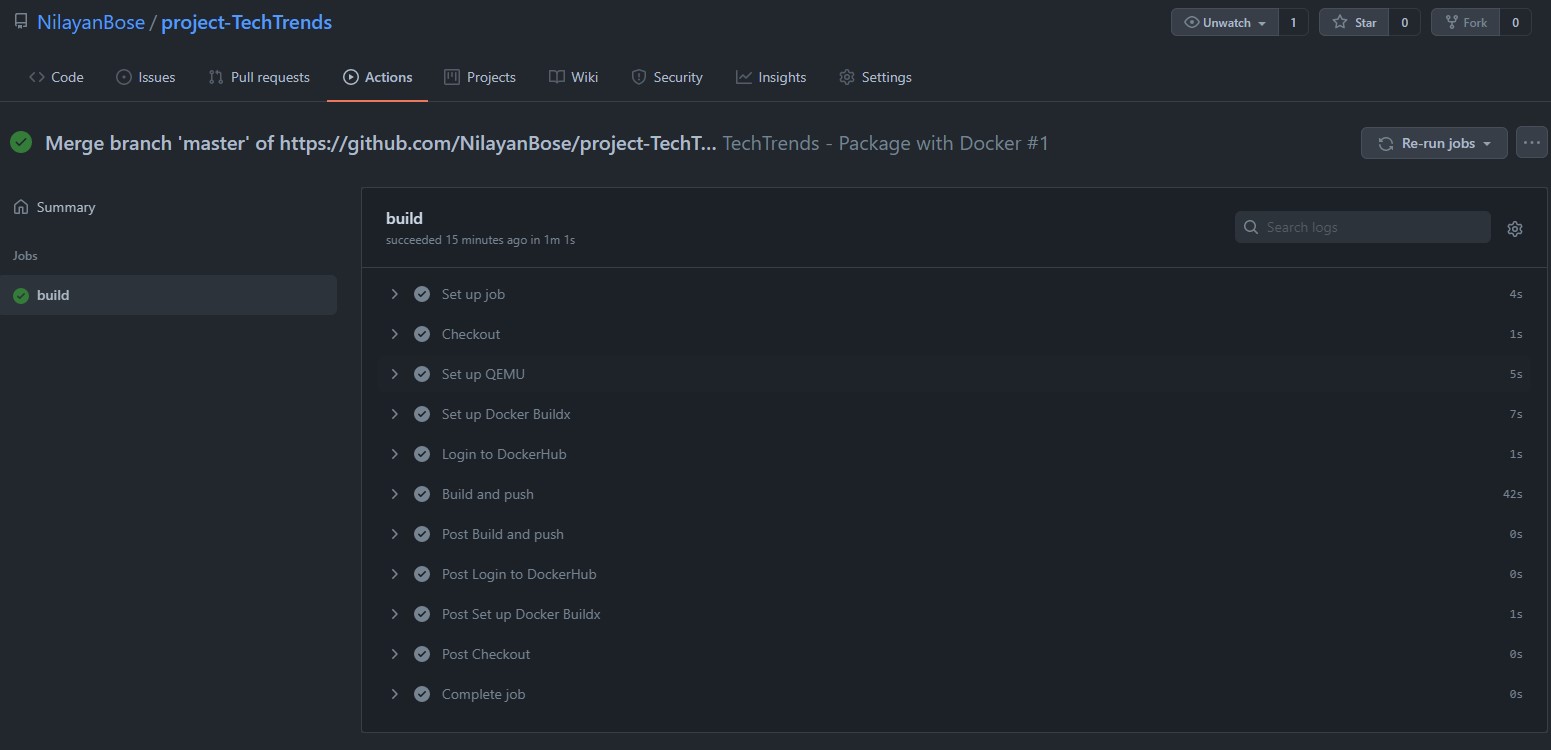 NilayanBose / project-TechTrends
Unwatch 1 Star 0 Fork 0
Code Issues Pull requests Actions Projects Wiki Security Insights Settings
Merge branch 'master' of https://github.com/NilayanBose/project-TechT... TechTrends - Package with Docker #1
Re-run jobs ...
Summary
Jobs
build
build
succeeded 15 minutes ago in 1m 1s
Search logs
Set up job 4s
Checkout 1s
Set up QEMU 5s
Set up Docker Buildx 7s
Login to DockerHub 1s
Build and push 42s
Post Build and push 0s
Post Login to DockerHub 0s
Post Set up Docker Buildx 1s
Post Checkout 0s
Complete job 0s